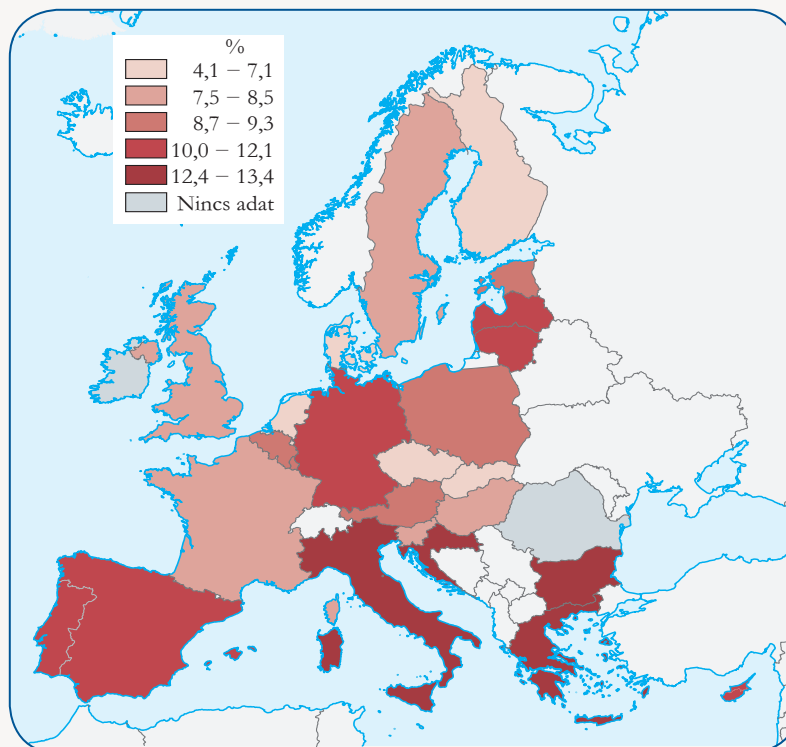 %
4,1 – 7,1
7,5 – 8,5
8,7 – 9,3
10,0 – 12,1
12,4 – 13,4
Nincs adat